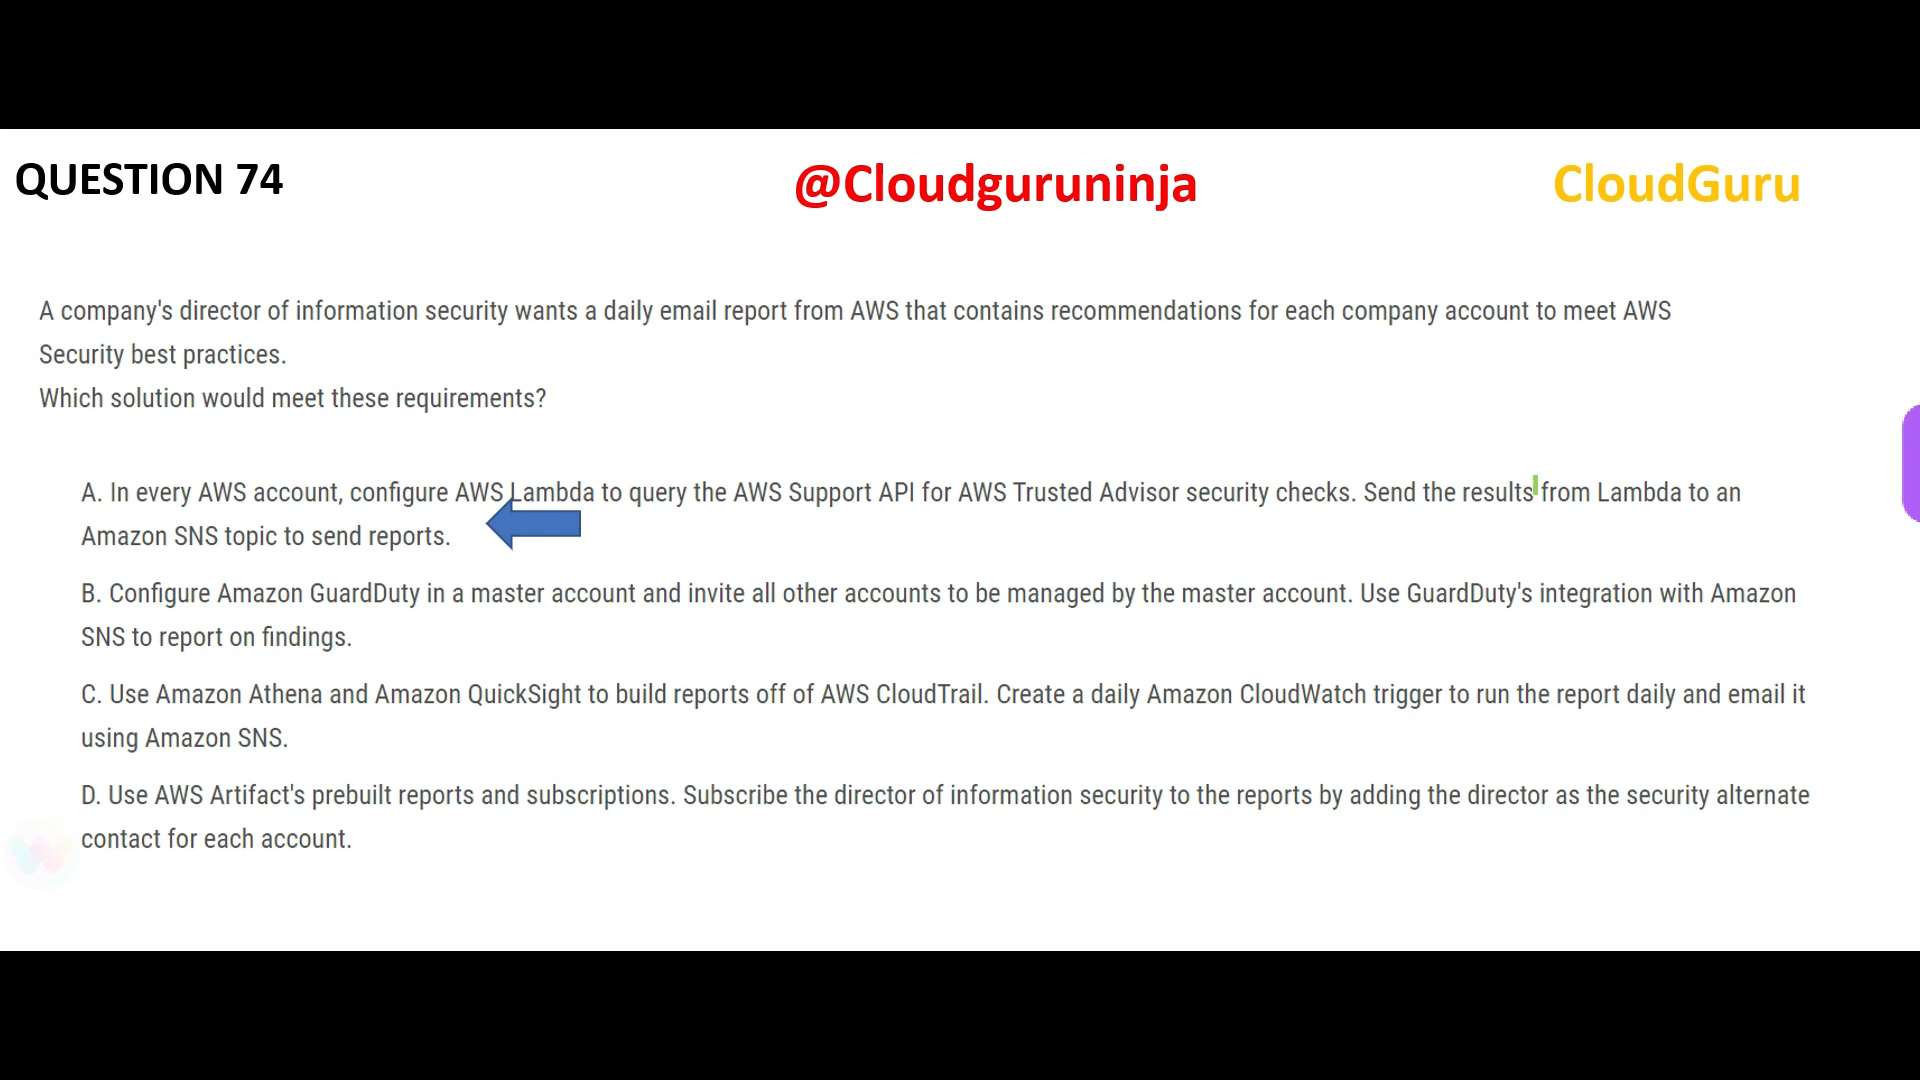 QUESTION 74
@Cloudguruninja
CloudGuru
A company's director of information security wants a daily email report from AWS that contains recommendations for each company account to meet AWS
Security best practices.
Which solution would meet these requirements?
A. In every AWS account, configure AWS Lambda to query the AWS Support API for AWS Trusted Advisor security checks. Send the results from Lambda to an
Amazon SNS topic to send reports.
B. Configure Amazon GuardDuty in a master account and invite all other accounts to be managed by the master account. Use GuardDuty's integration with Amazon
SNS to report on findings.
C. Use Amazon Athena and Amazon QuickSight to build reports off of AWS CloudTrail. Create a daily Amazon CloudWatch trigger to run the report daily and email it
using Amazon SNS.
D. Use AWS Artifact's prebuilt reports and subscriptions. Subscribe the director of information security to the reports by adding the director as the security alternate
contact for each account.